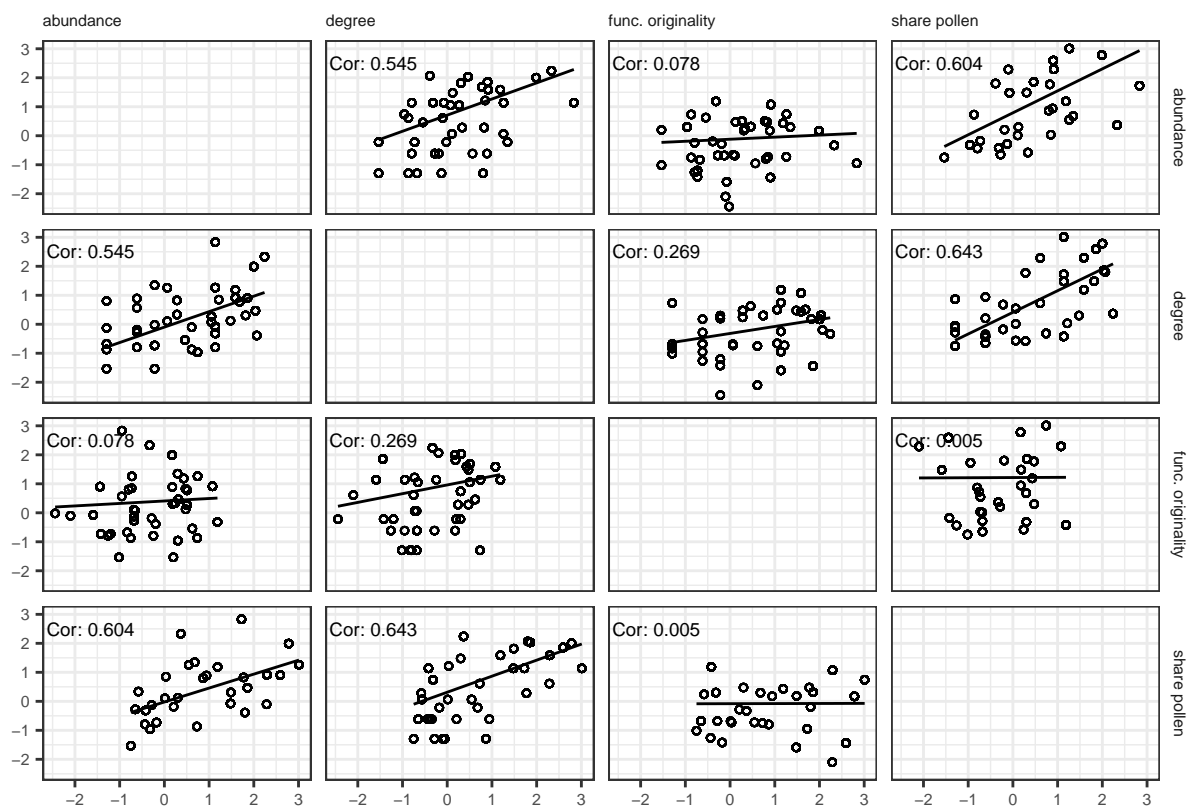 abundance degree func. originality share pollen
3 Cor: 0.545 Cor: 0.078 Cor: 0.604
2
1
0
−1
−2
abundance
3 Cor: 0.545 Cor: 0.269 Cor: 0.643
2
1
0
−1
−2
degree
3 Cor: 0.078 Cor: 0.269 Cor: 0.005
2
1
0
−1
−2
func. originality
3 Cor: 0.604 Cor: 0.643 Cor: 0.005
2
1
0
−1
−2
share pollen
−2 −1 0 1 2 3 −2 −1 0 1 2 3 −2 −1 0 1 2 3 −2 −1 0 1 2 3